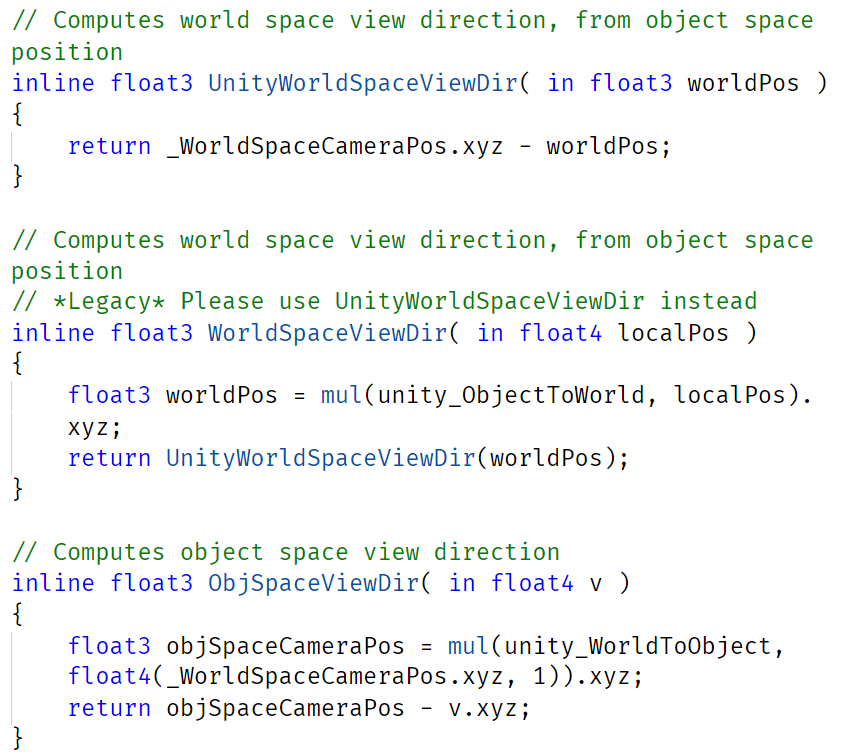 // Computes world space view direction, from object space
position
inline float3 UnityWorldSpaceViewDir( in float3 worldPos )
{
    return _WorldSpaceCameraPos.xyz - worldPos;
}

// Computes world space view direction, from object space
position
// *Legacy* Please use UnityWorldSpaceViewDir instead
inline float3 WorldSpaceViewDir( in float4 localPos )
{
    float3 worldPos = mul(unity_ObjectToWorld, localPos).
    xyz;
    return UnityWorldSpaceViewDir(worldPos);
}

// Computes object space view direction
inline float3 ObjSpaceViewDir( in float4 v )
{
    float3 objSpaceCameraPos = mul(unity_WorldToObject,
    float4(_WorldSpaceCameraPos.xyz, 1)).xyz;
    return objSpaceCameraPos - v.xyz;
}